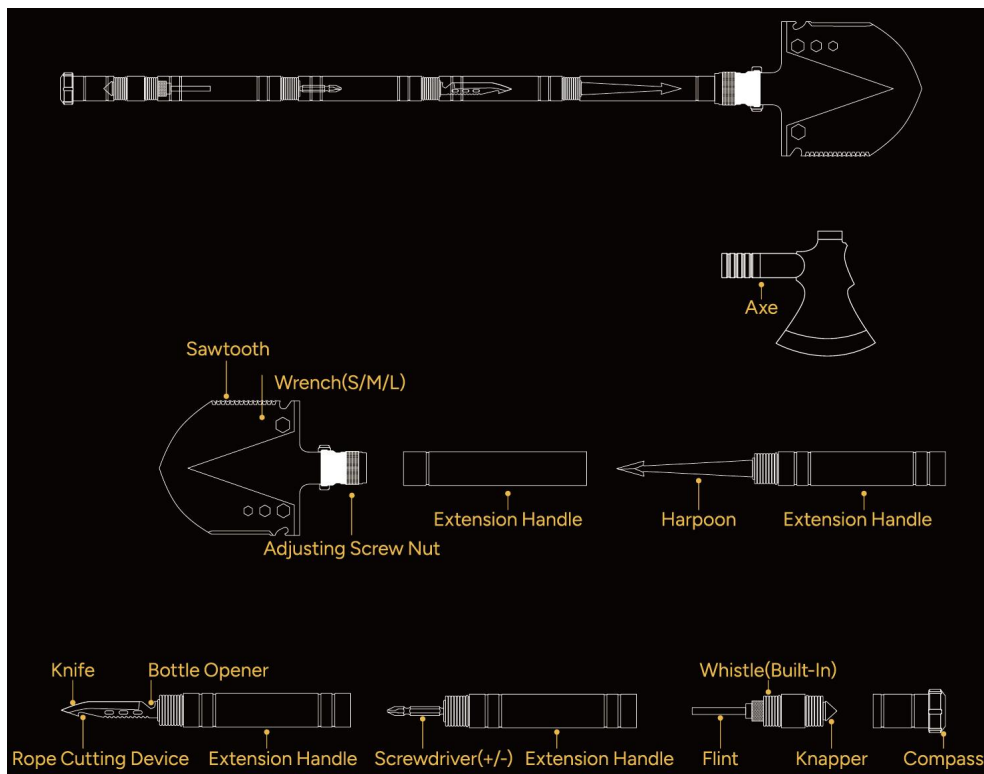 Axe
Sawtooth
Wrench(S/M/L)
Extension Handle
Harpoon
Extension Handle
Adjusting Screw Nut
Knife
Bottle Opener
Whistle(Built-In)
Rope Cutting Device
Extension Handle
Screwdriver(+/-)
Extension Handle
Flint
Knapper
Compass